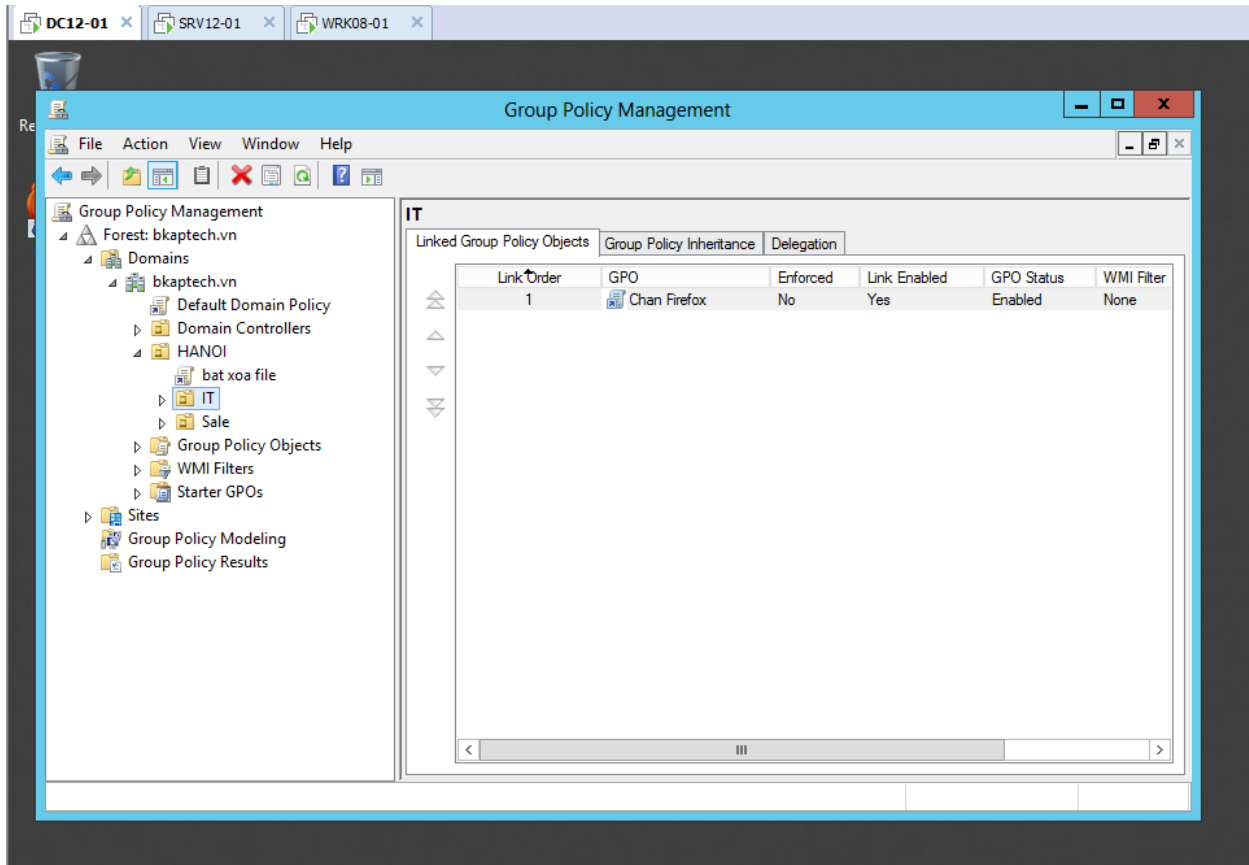 DC12-01 SRV12-01 WRK08-01
Re
Group Policy Management
File Action View Window Help
Group Policy Management
Forest: bkaptech.vn
Domains
bkaptech.vn
Default Domain Policy
Domain Controllers
HANOI
bat xoa file
IT
Sale
Group Policy Objects
WMI Filters
Starter GPOs
Sites
Group Policy Modeling
Group Policy Results
IT
Linked Group Policy Objects Group Policy Inheritance Delegation
Link Order GPO Enforced Link Enabled GPO Status WMI Filter
1 Chan Firefox No Yes Enabled None